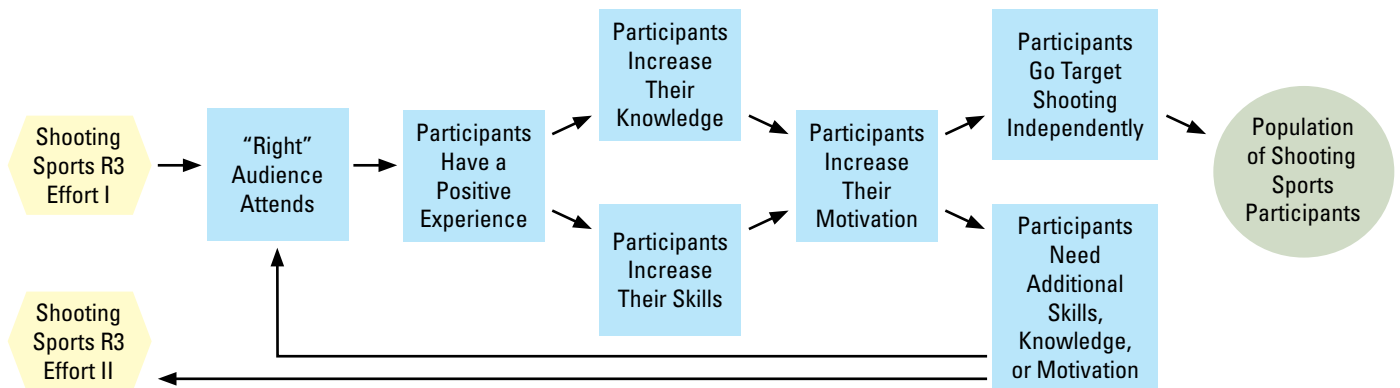 Shooting
Sports R3
Effort I
“Right”
Audience
Attends
Participants
Have a
Positive
Experience
Participants
Increase
Their
Knowledge
Participants
Increase
Their Skills
Participants
Increase
Their
Motivation
Participants
Go Target
Shooting
Independently
Participants
Need
Additional
Skills,
Knowledge,
or Motivation
Population
of Shooting
Sports
Participants
Shooting
Sports R3
Effort II